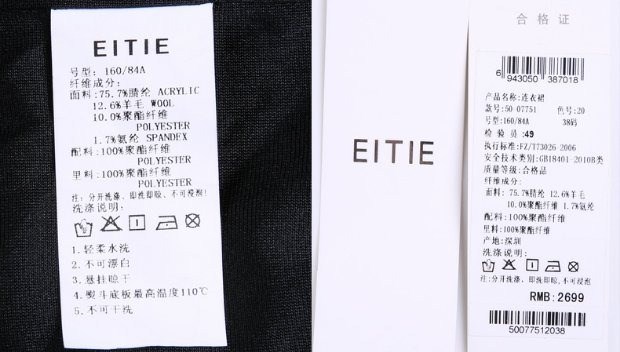 EITIE
号型: 160/84A
纤维成分:
面料: 75.7%腈纶 ACRYLIC
12.6%羊毛 WOOL
10.0%聚酯纤维
POLYESTER
1.7%氨纶 SPANDEX
配料: 100%聚酯纤维
POLYESTER
里料: 100%聚酯纤维
POLYESTER
注: 分开洗涤, 即洗即晾, 不可浸泡
洗涤说明:
1. 轻柔水洗
2. 不可漂白
3. 悬挂晾干
4. 熨斗底板最高温度110℃
5. 不可干洗
EITIE
合格证
6 943050 387018
产品名称: 连衣裙
款号: 50-07751 供号: 20
号型: 160/84A 38码
检验员: 49
执行标准: FZ/T73026-2006
安全技术类别: GB18401-2010B类
质量等级: 合格品
纤维成分:
面料: 75.7%腈纶 12.6%羊毛
10.0%聚酯纤维 1.7%氨纶
配料: 100%聚酯纤维
里料: 100%聚酯纤维
产地: 深圳
洗涤说明:
注: 分开洗涤, 即洗即晾, 不可浸泡
RMB: 2699
50077512038